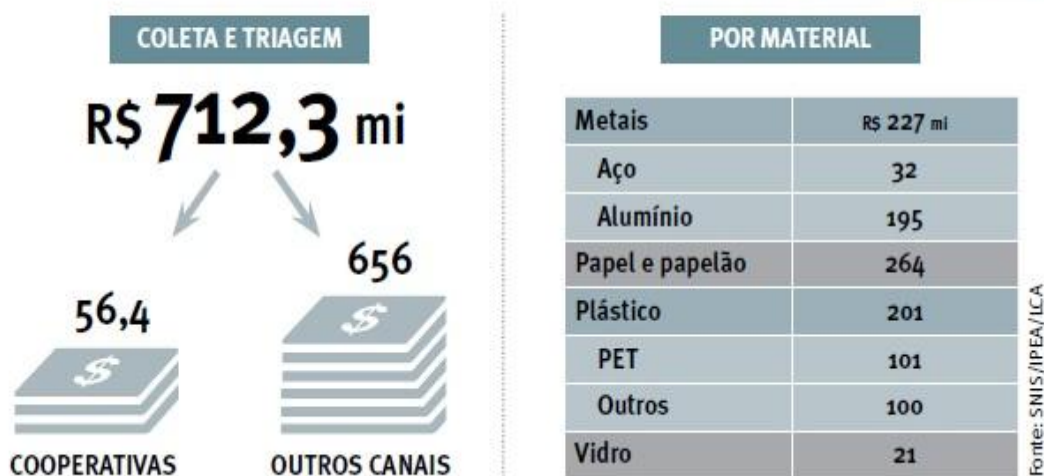 COLETA E TRIAGEM
R$ 712,3 mi
56,4
656
$
$
COOPERATIVAS
OUTROS CANAIS
POR MATERIAL
Metais R$ 227 mi
Aço 32
Alumínio 195
Papel e papelão 264
Plástico 201
PET 101
Outros 100
Vidro 21
Fonte: SNIS/IPEA/LCA